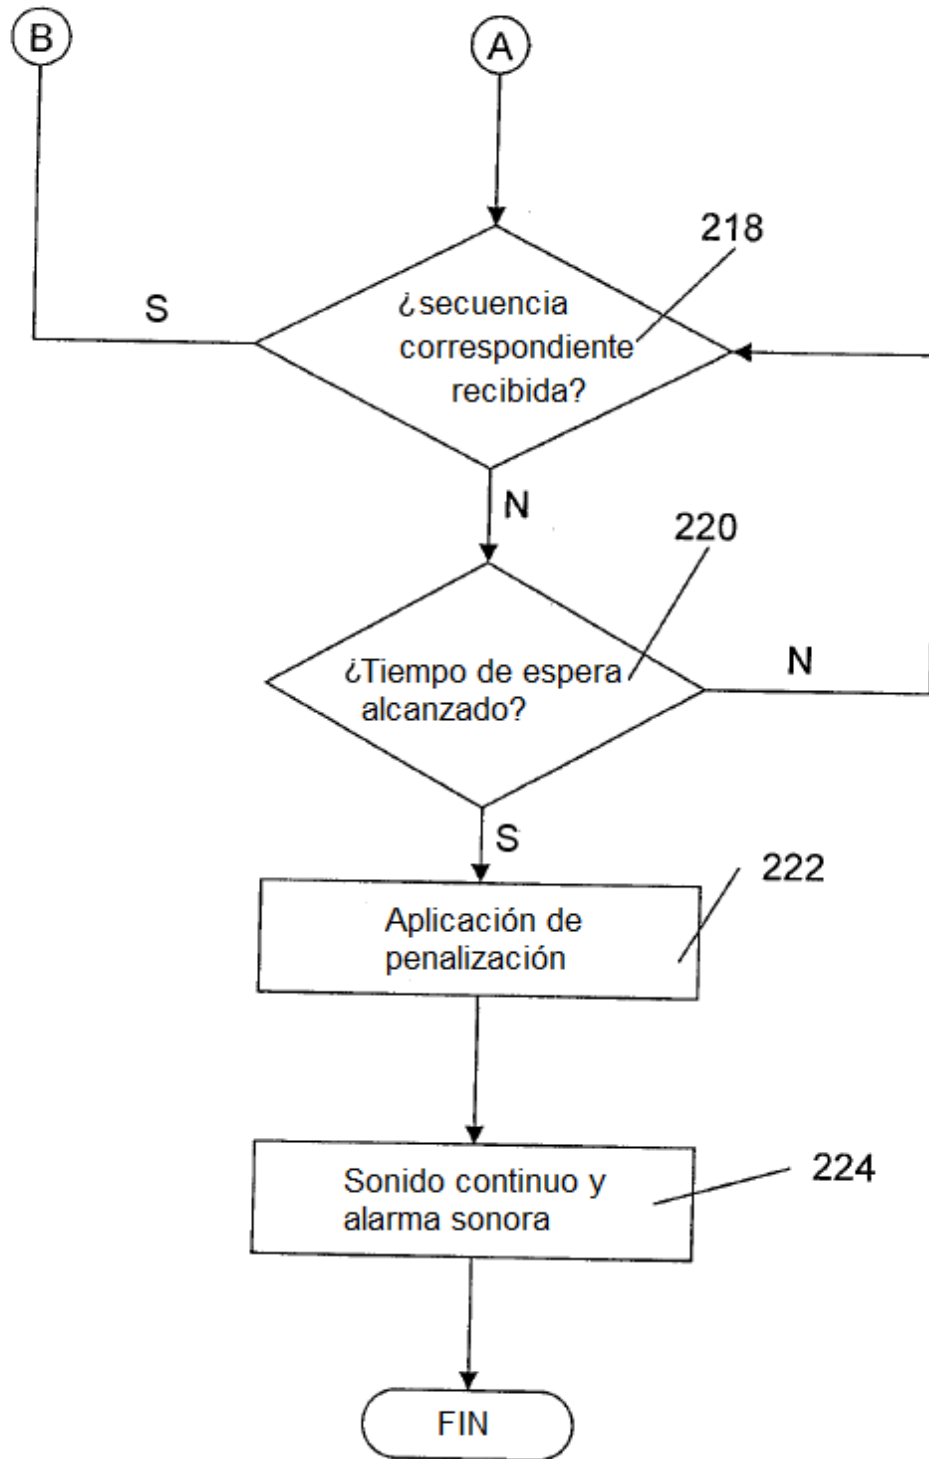 B
A
218
¿secuencia
correspondiente
recibida?
S
N
220
¿Tiempo de espera
alcanzado?
N
S
222
Aplicación de
penalización
224
Sonido continuo y
alarma sonora
FIN